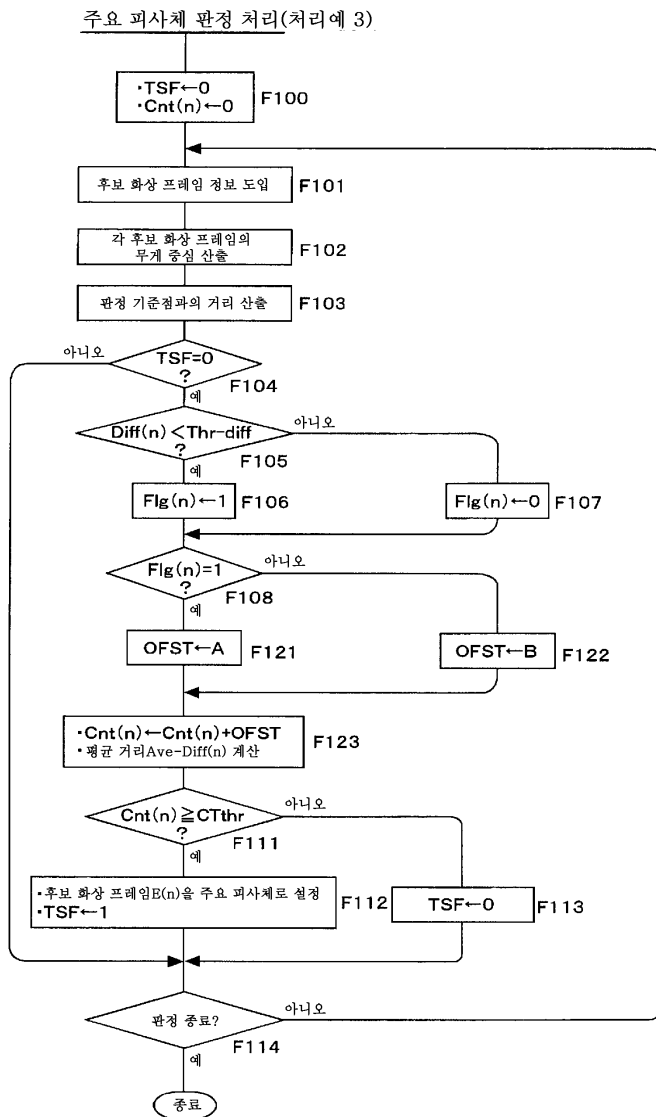 주요 피사체 판정 처리(처리예 3)
·TSF←0
·Cnt(n)←0
F100
후보 화상 프레임 정보 도입
F101
각 후보 화상 프레임의
무게 중심 산출
F102
판정 기준점과의 거리 산출
F103
아니오
TSF=0
?
F104
예
Diff(n)<Thr-diff
?
아니오
F105
예
Flg(n)←1
F106
Flg(n)←0
F107
Flg(n)=1
?
아니오
F108
예
OFST←A
F121
OFST←B
F122
·Cnt(n)←Cnt(n)+OFST
·평균 거리Ave-Diff(n) 계산
F123
Cnt(n)≧CTthr
?
아니오
F111
예
·후보 화상 프레임E(n)을 주요 피사체로 설정
·TSF←1
F112
TSF←0
F113
판정 종료?
아니오
F114
예
종료